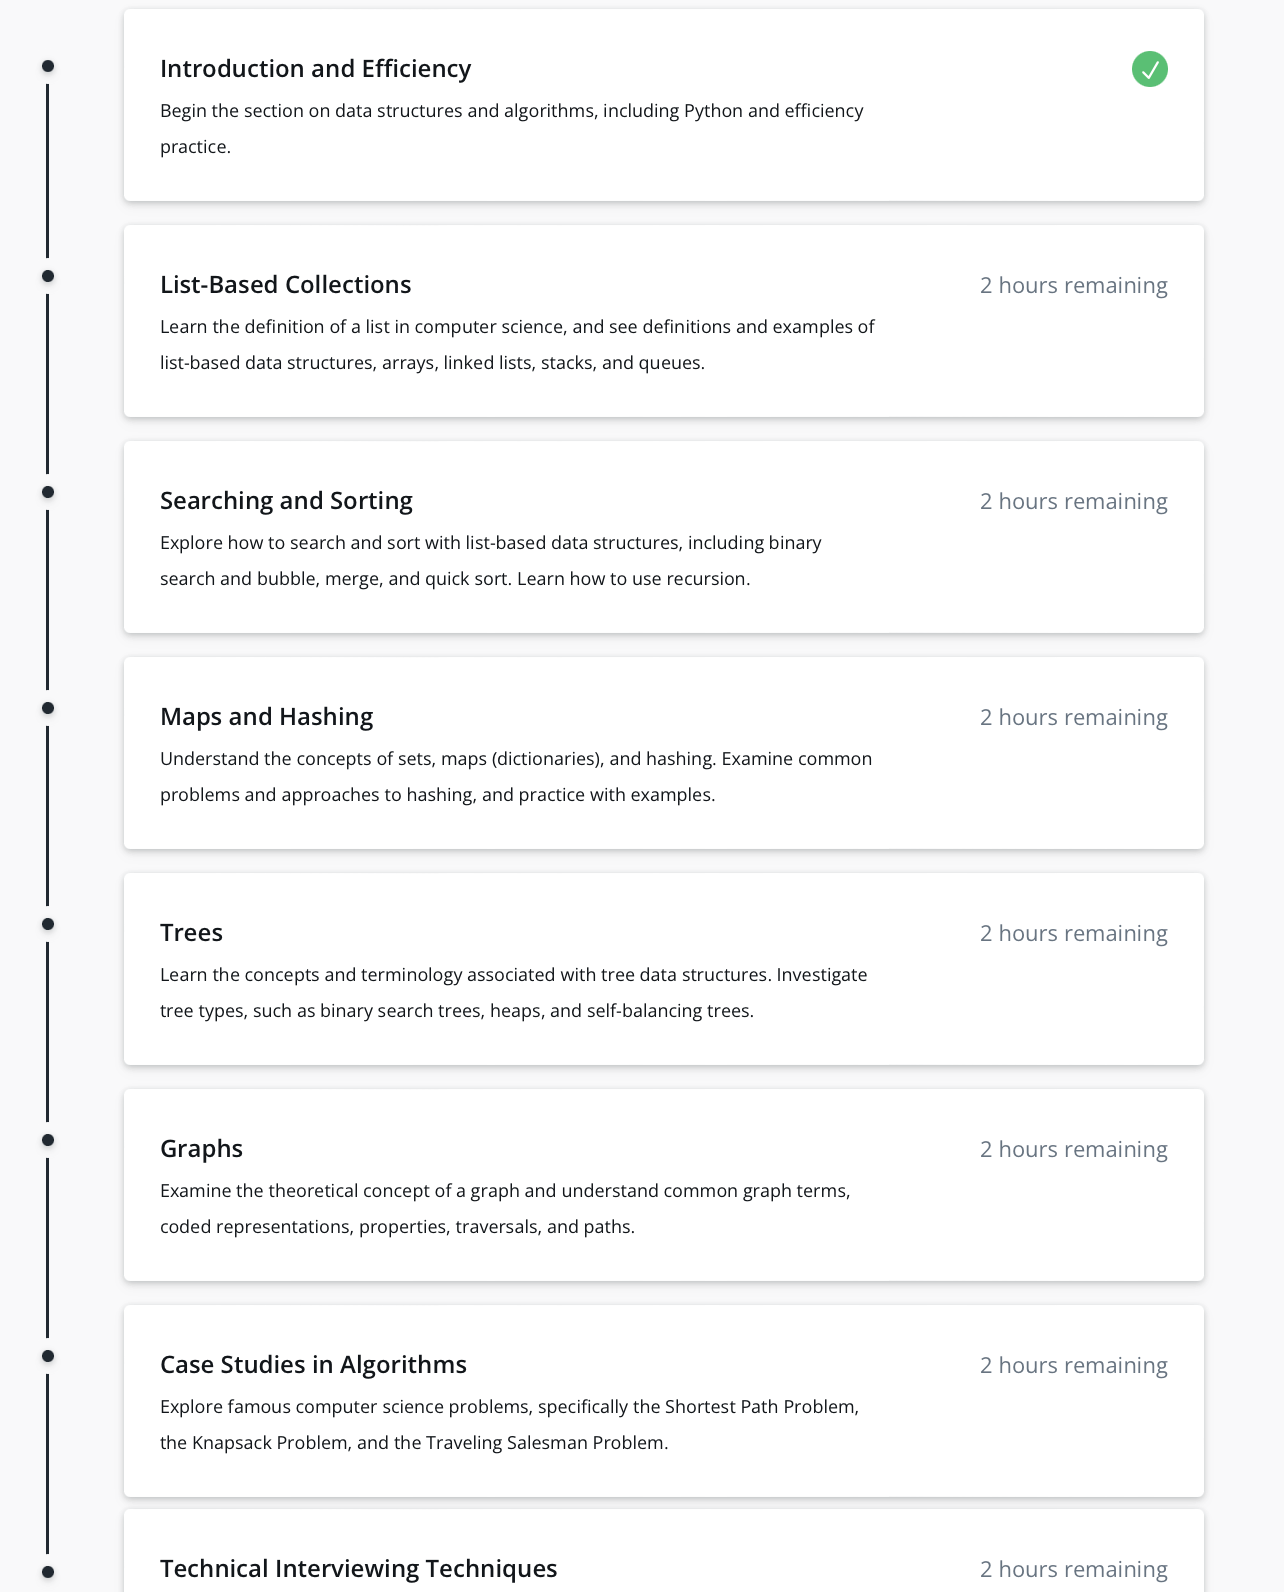 Introduction and Efficiency
Begin the section on data structures and algorithms, including Python and efficiency
practice.
List-Based Collections
2 hours remaining
Learn the definition of a list in computer science, and see definitions and examples of
list-based data structures, arrays, linked lists, stacks, and queues.
Searching and Sorting
2 hours remaining
Explore how to search and sort with list-based data structures, including binary
search and bubble, merge, and quick sort. Learn how to use recursion.
Maps and Hashing
2 hours remaining
Understand the concepts of sets, maps (dictionaries), and hashing. Examine common
problems and approaches to hashing, and practice with examples.
Trees
2 hours remaining
Learn the concepts and terminology associated with tree data structures. Investigate
tree types, such as binary search trees, heaps, and self-balancing trees.
Graphs
2 hours remaining
Examine the theoretical concept of a graph and understand common graph terms,
coded representations, properties, traversals, and paths.
Case Studies in Algorithms
2 hours remaining
Explore famous computer science problems, specifically the Shortest Path Problem,
the Knapsack Problem, and the Traveling Salesman Problem.
Technical Interviewing Techniques
2 hours remaining